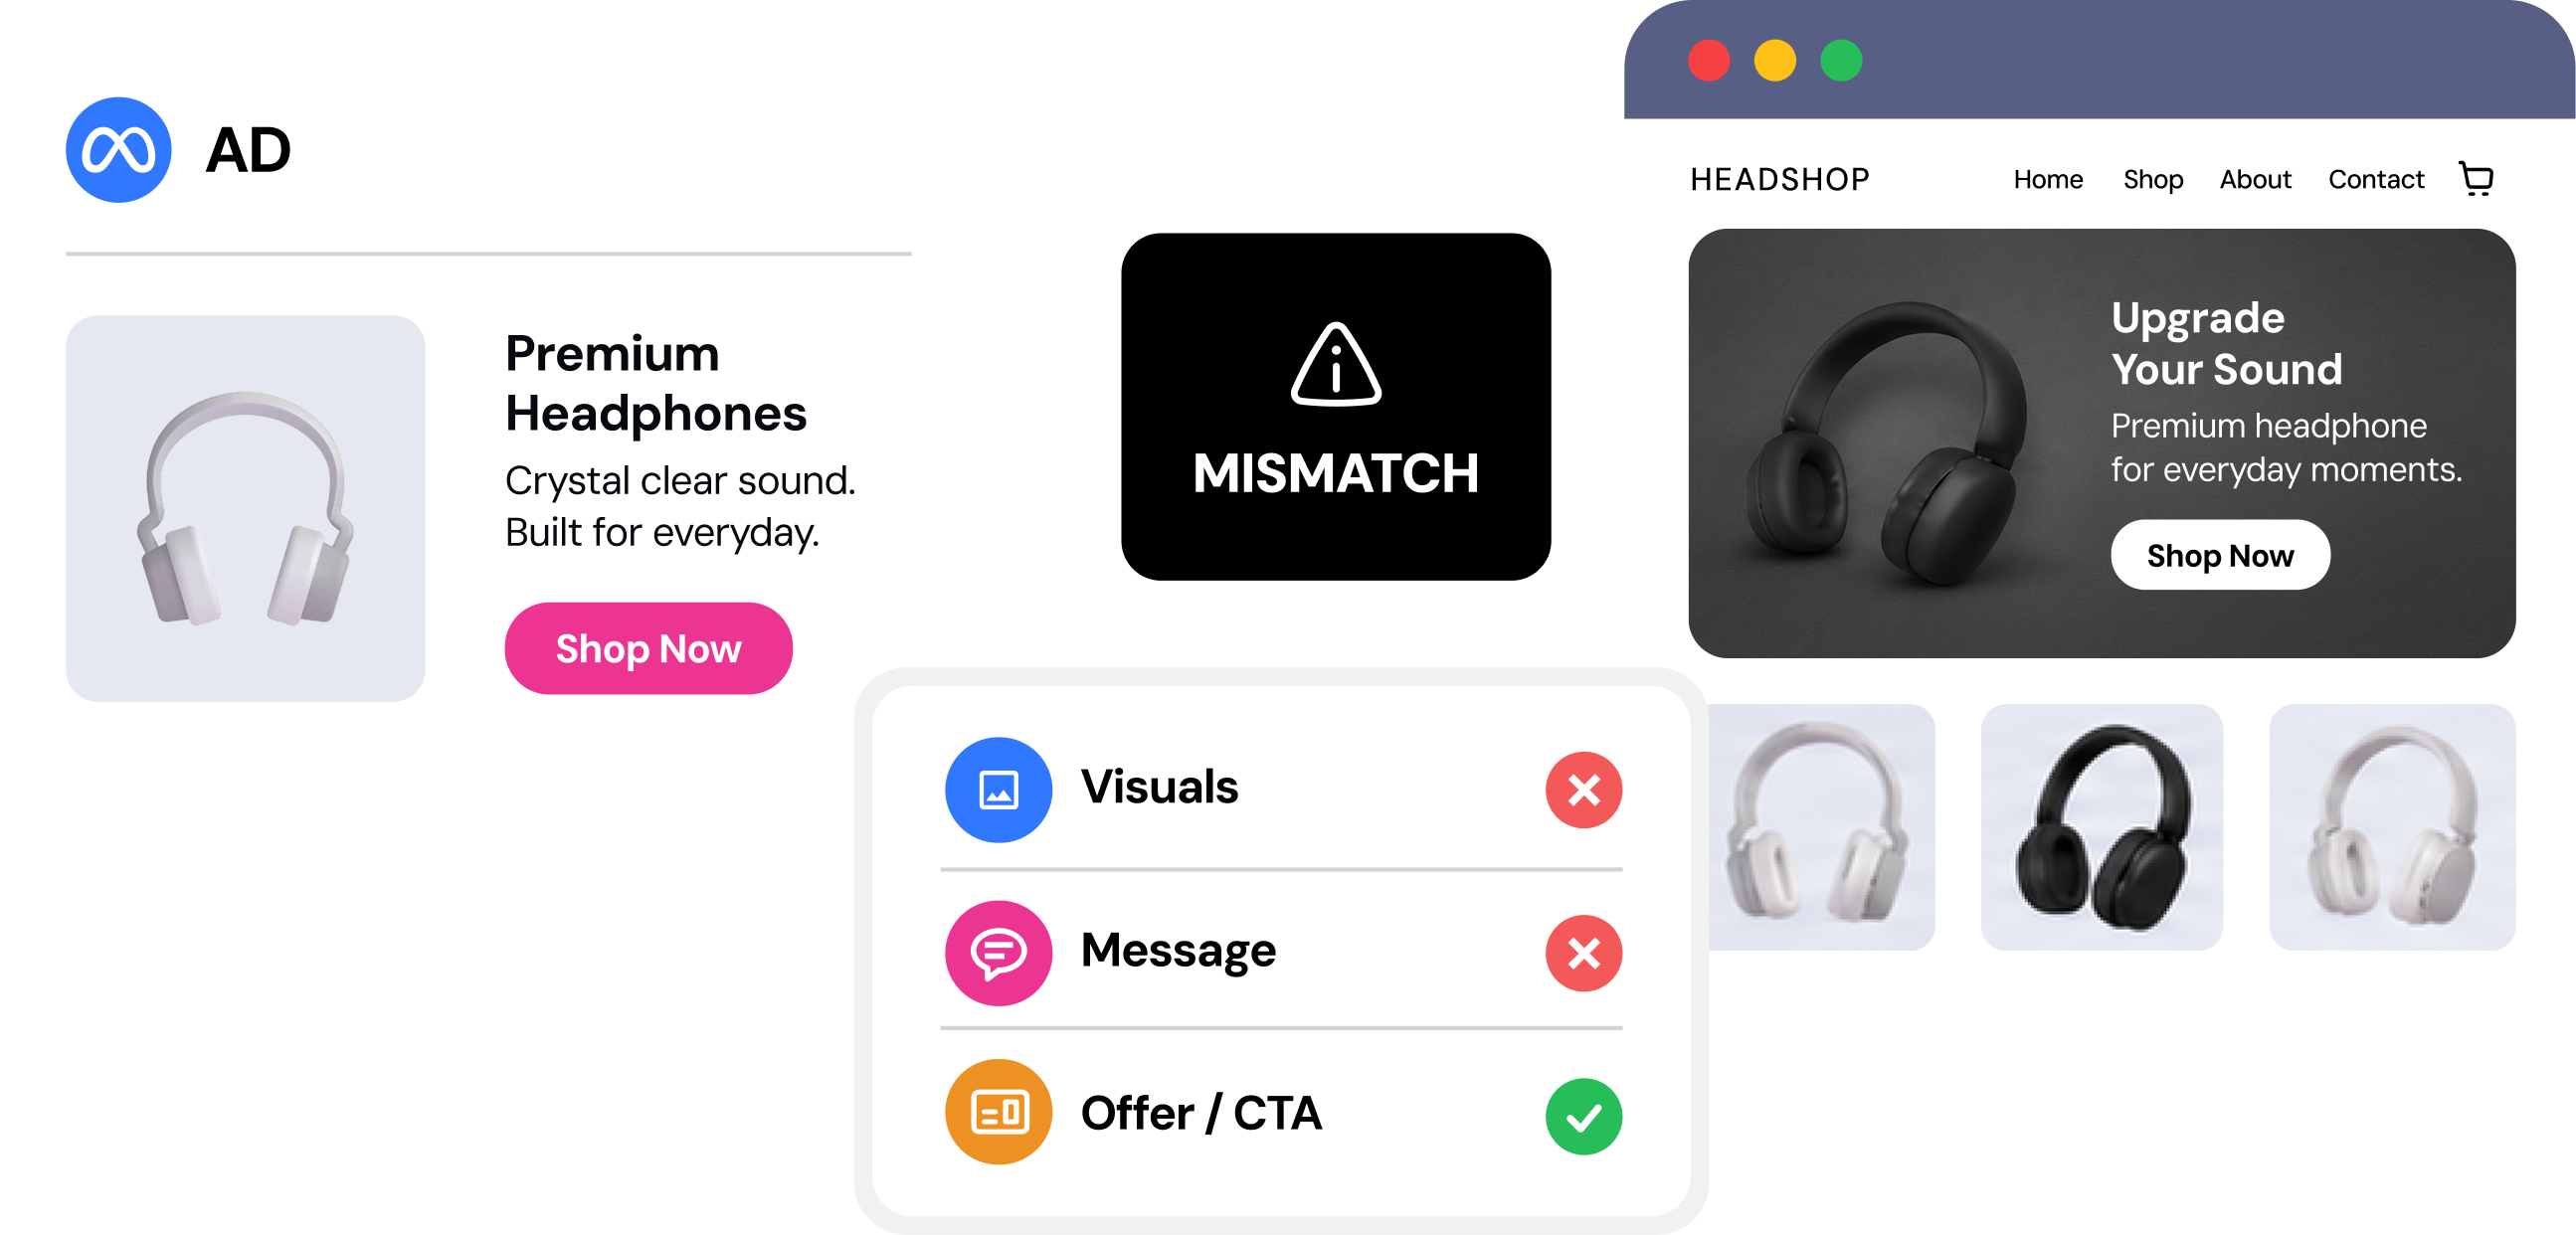 AD
Premium
Headphones
Crystal clear sound.
Built for everyday.
Shop Now
MISMATCH
Visuals
Message
Offer / CTA
HEADSHOP
Home
Shop
About
Contact
Upgrade
Your Sound
Premium headphone
for everyday moments.
Shop Now